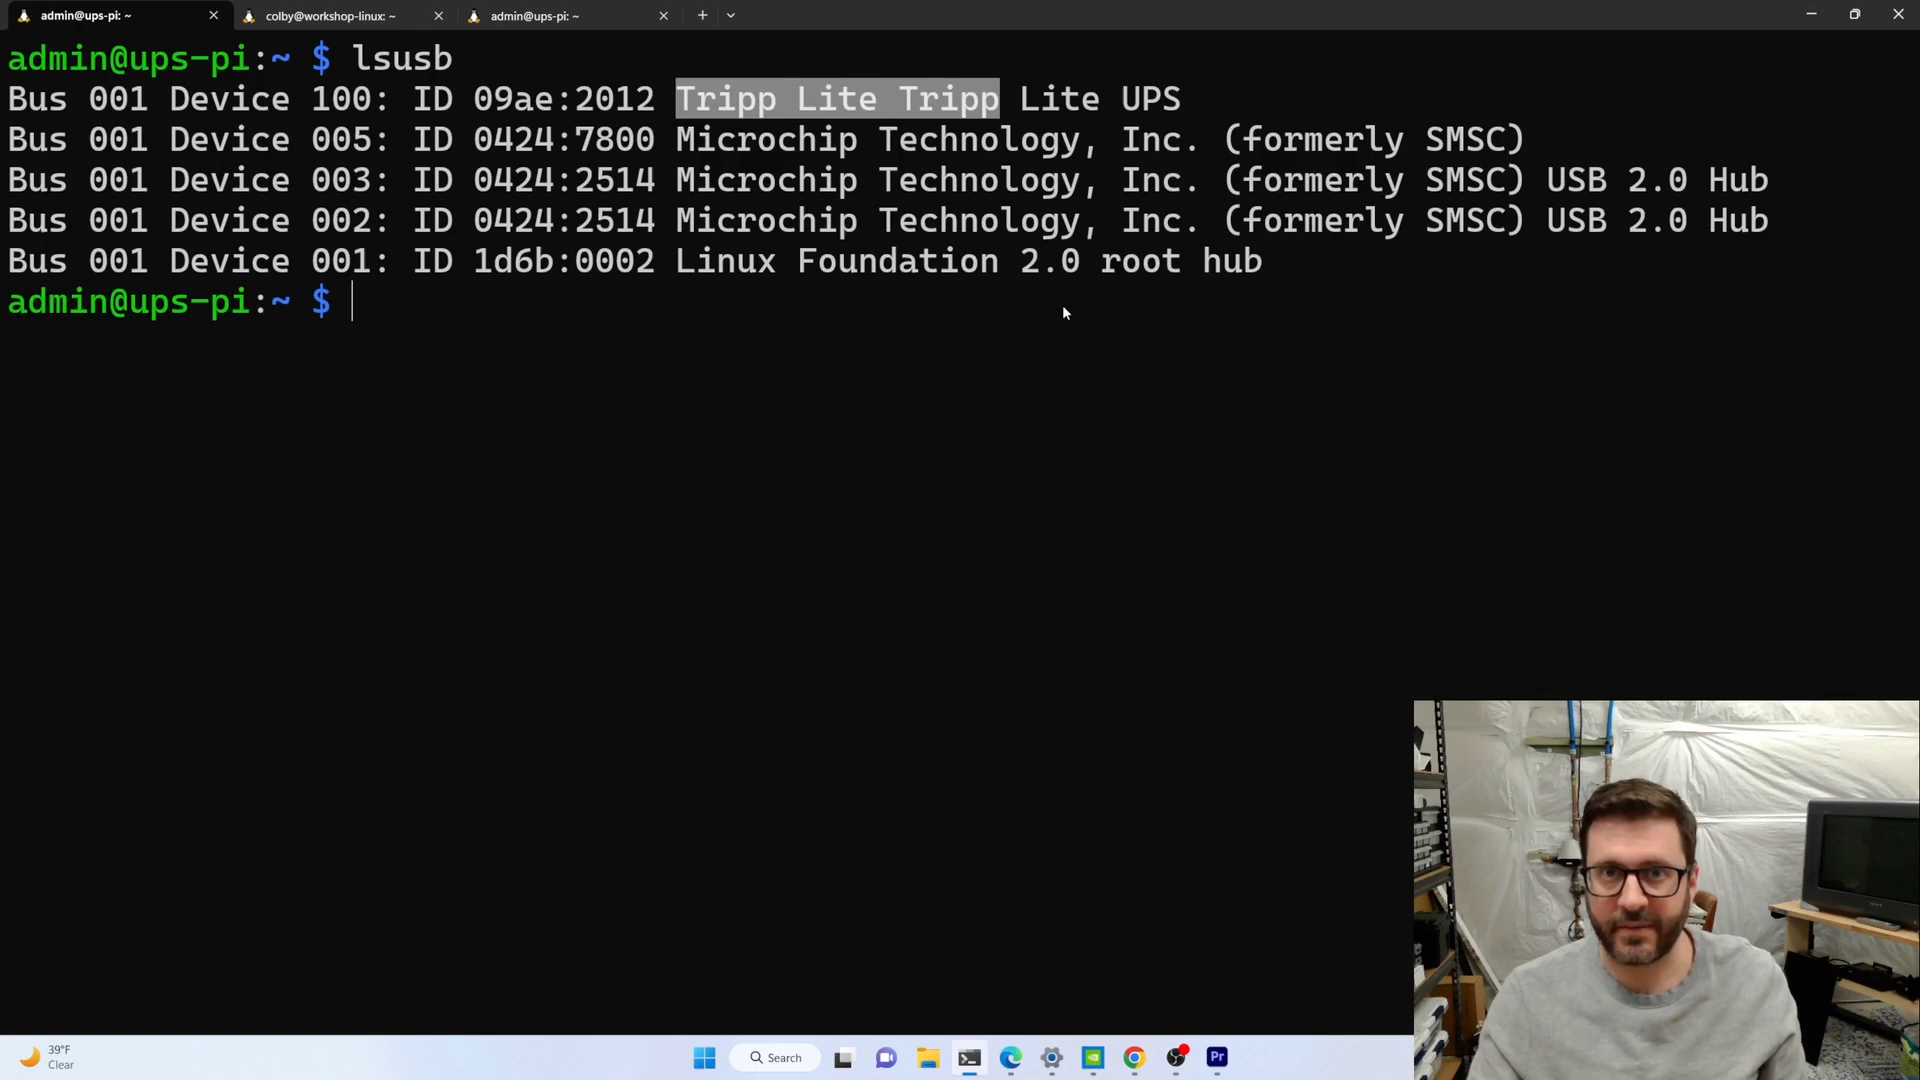 admin@ups-pi: ~
colby@workshop-linux: ~
admin@ups-pi: ~
admin@ups-pi:~ $ lsusb
Bus 001 Device 100: ID 09ae:2012 Tripp Lite Tripp Lite UPS
Bus 001 Device 005: ID 0424:7800 Microchip Technology, Inc. (formerly SMSC)
Bus 001 Device 003: ID 0424:2514 Microchip Technology, Inc. (formerly SMSC) USB 2.0 Hub
Bus 001 Device 002: ID 0424:2514 Microchip Technology, Inc. (formerly SMSC) USB 2.0 Hub
Bus 001 Device 001: ID 1d6b:0002 Linux Foundation 2.0 root hub
admin@ups-pi:~ $
39°F
Clear
Search
Pr